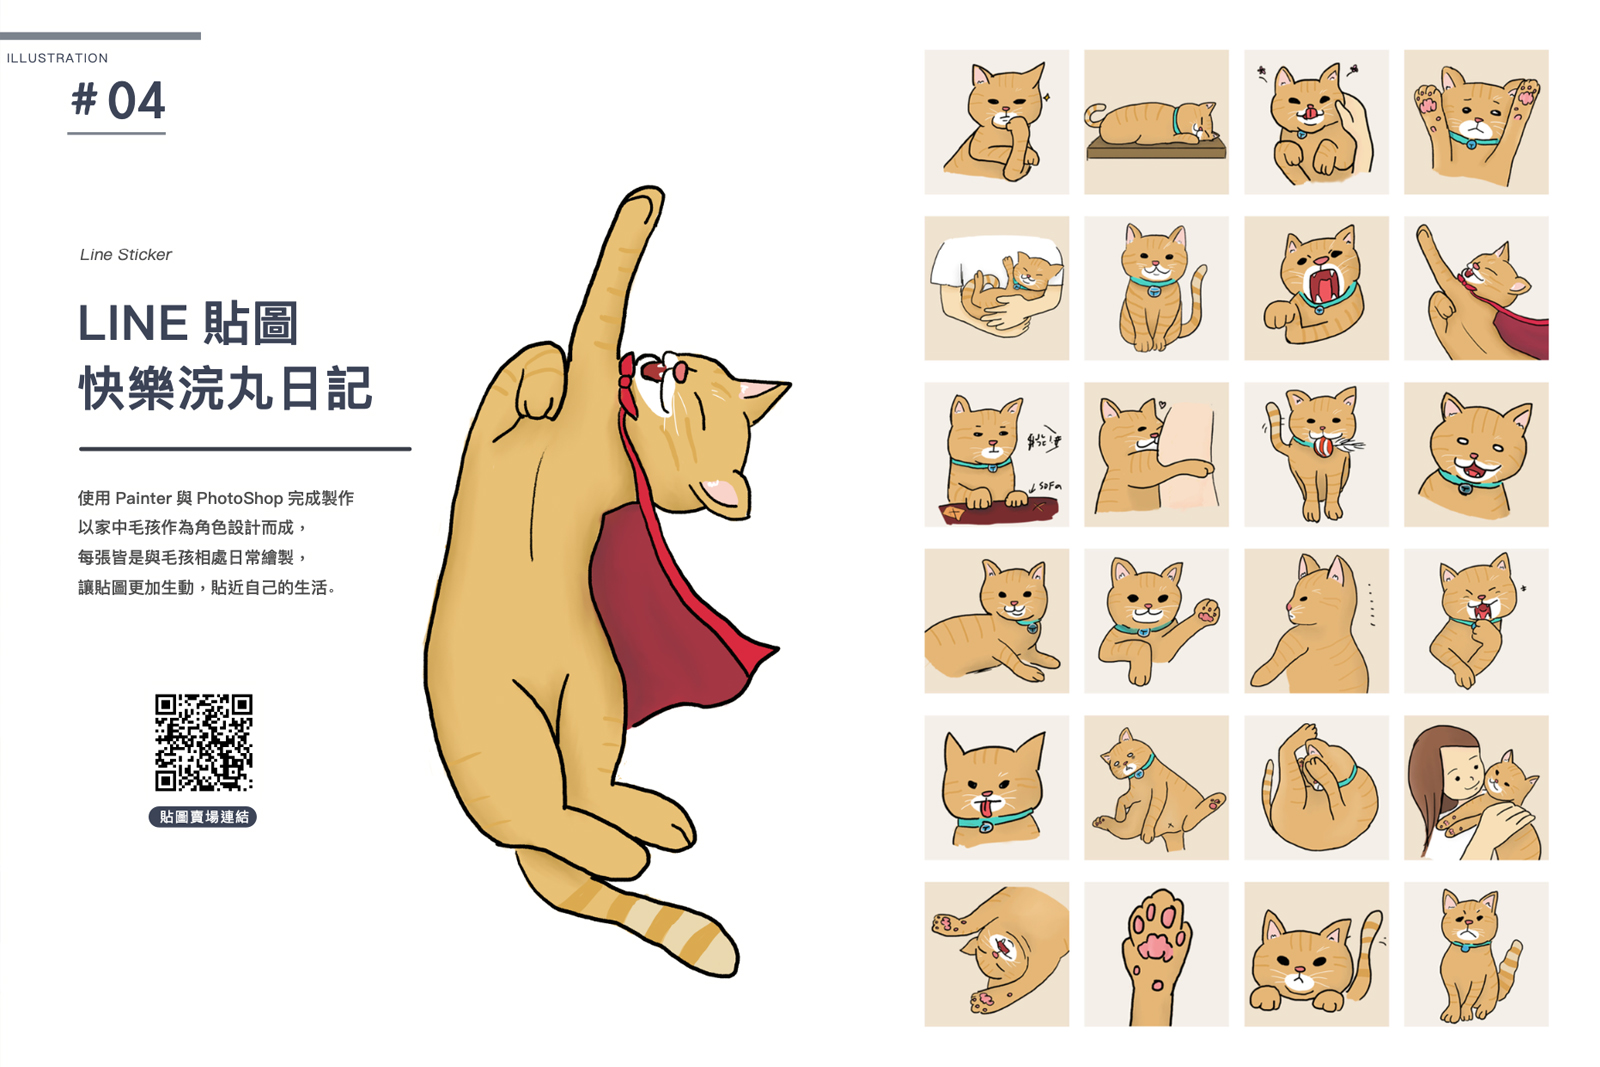 ILLUSTRATION
#04
Line Sticker
LINE 貼圖
快樂浣丸日記
使用 Painter 與 PhotoShop 完成製作
以家中毛孩作為角色設計而成，
每張皆是與毛孩相處日常繪製，
讓貼圖更加生動，貼近自己的生活。
貼圖賣場連結
SOFA